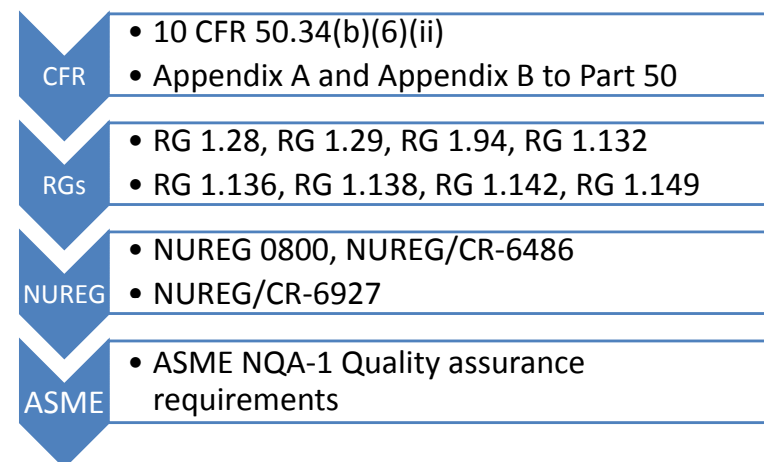 CFR
• 10 CFR 50.34(b)(6)(ii)
• Appendix A and Appendix B to Part 50
RGs
• RG 1.28, RG 1.29, RG 1.94, RG 1.132
• RG 1.136, RG 1.138, RG 1.142, RG 1.149
NUREG
• NUREG 0800, NUREG/CR-6486
• NUREG/CR-6927
ASME
• ASME NQA-1 Quality assurance
requirements